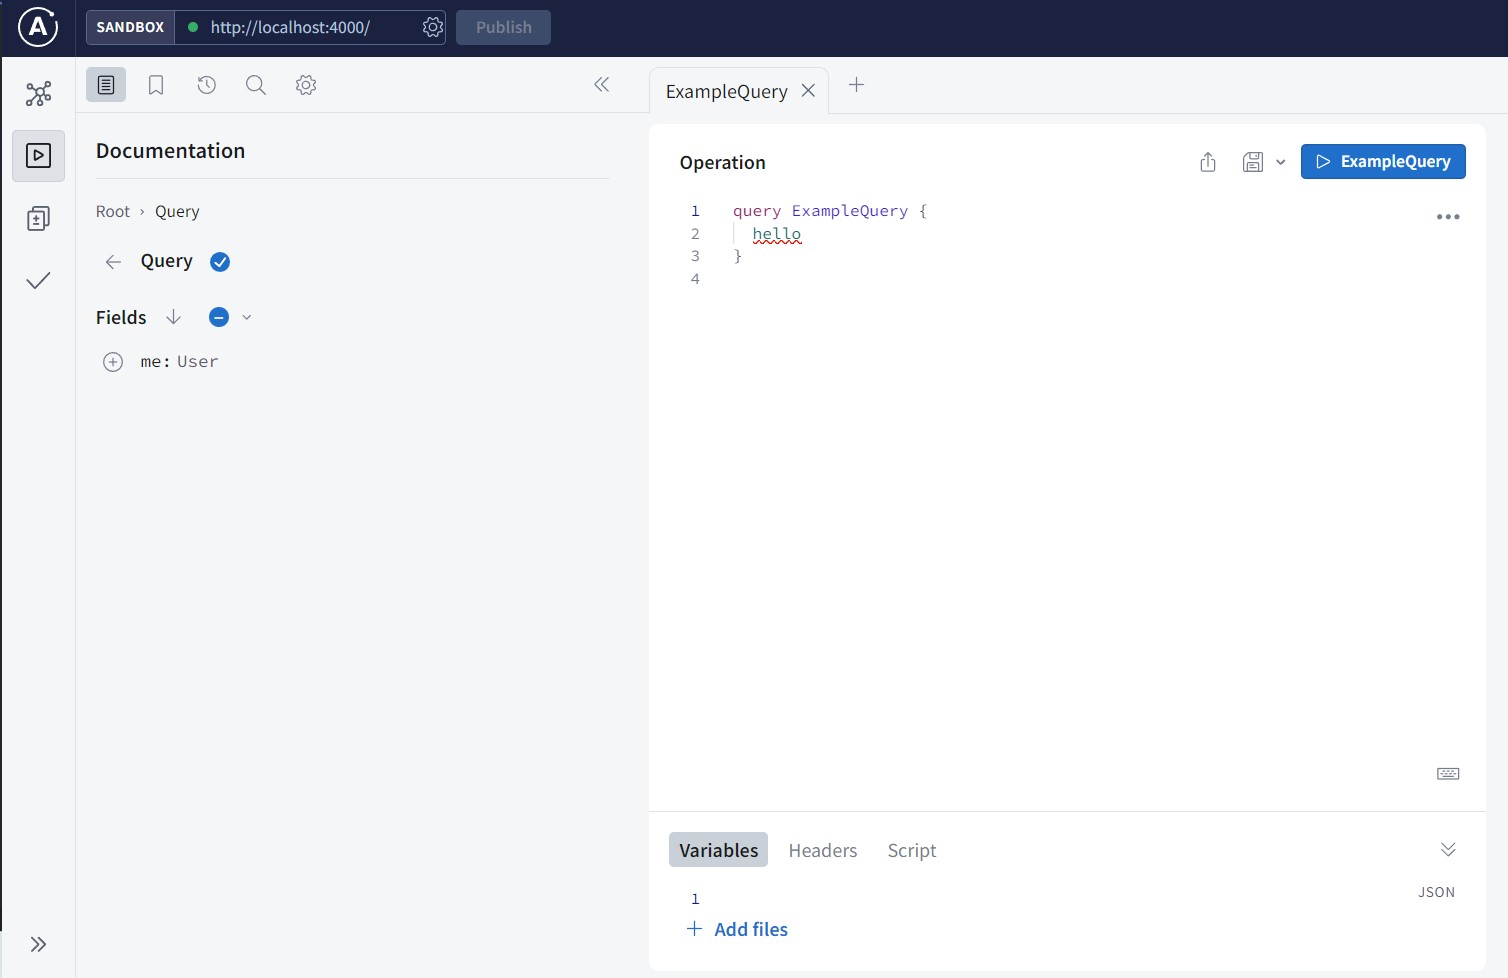 SANDBOX http://localhost:4000/ Publish
ExampleQuery
Documentation
Root › Query
Query
Fields
me: User
Operation
ExampleQuery
1 query ExampleQuery {
2 hello
3 }
4
Variables Headers Script
1
JSON
Add files